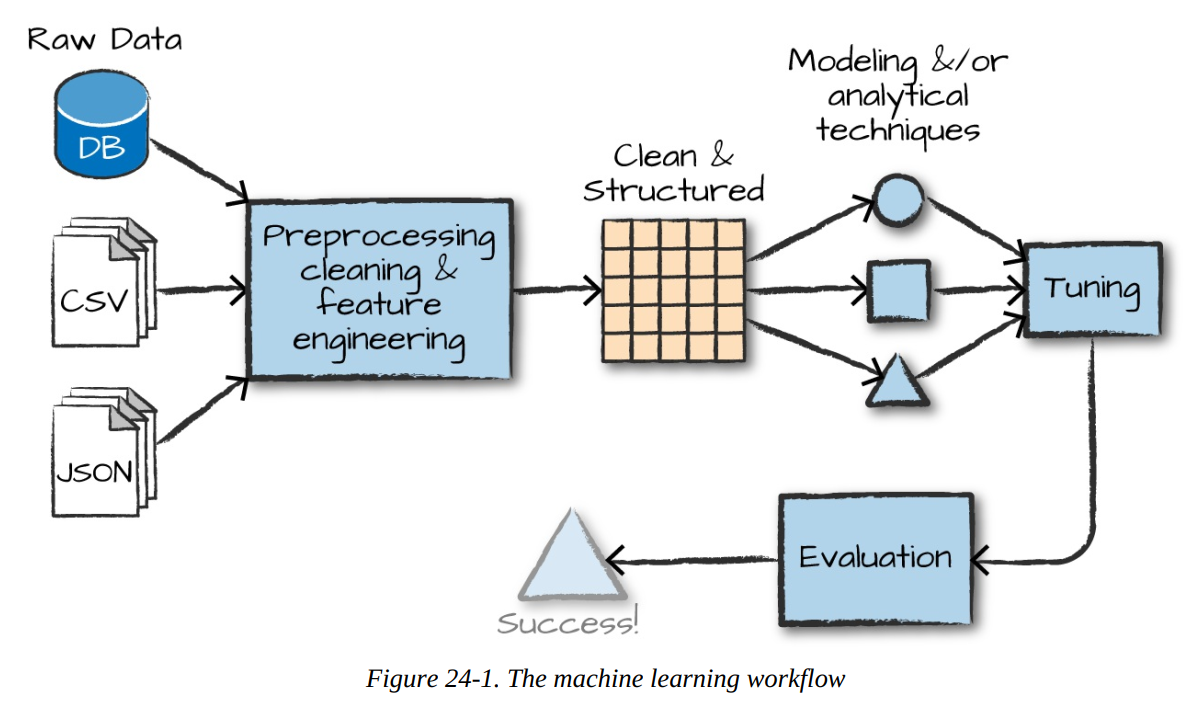 Raw Data
DB
CSV
JSON
Preprocessing
cleaning &
feature
engineering
Clean &
Structured
Modeling &/or
analytical
techniques
Tuning
Evaluation
Success!
Figure 24-1. The machine learning workflow